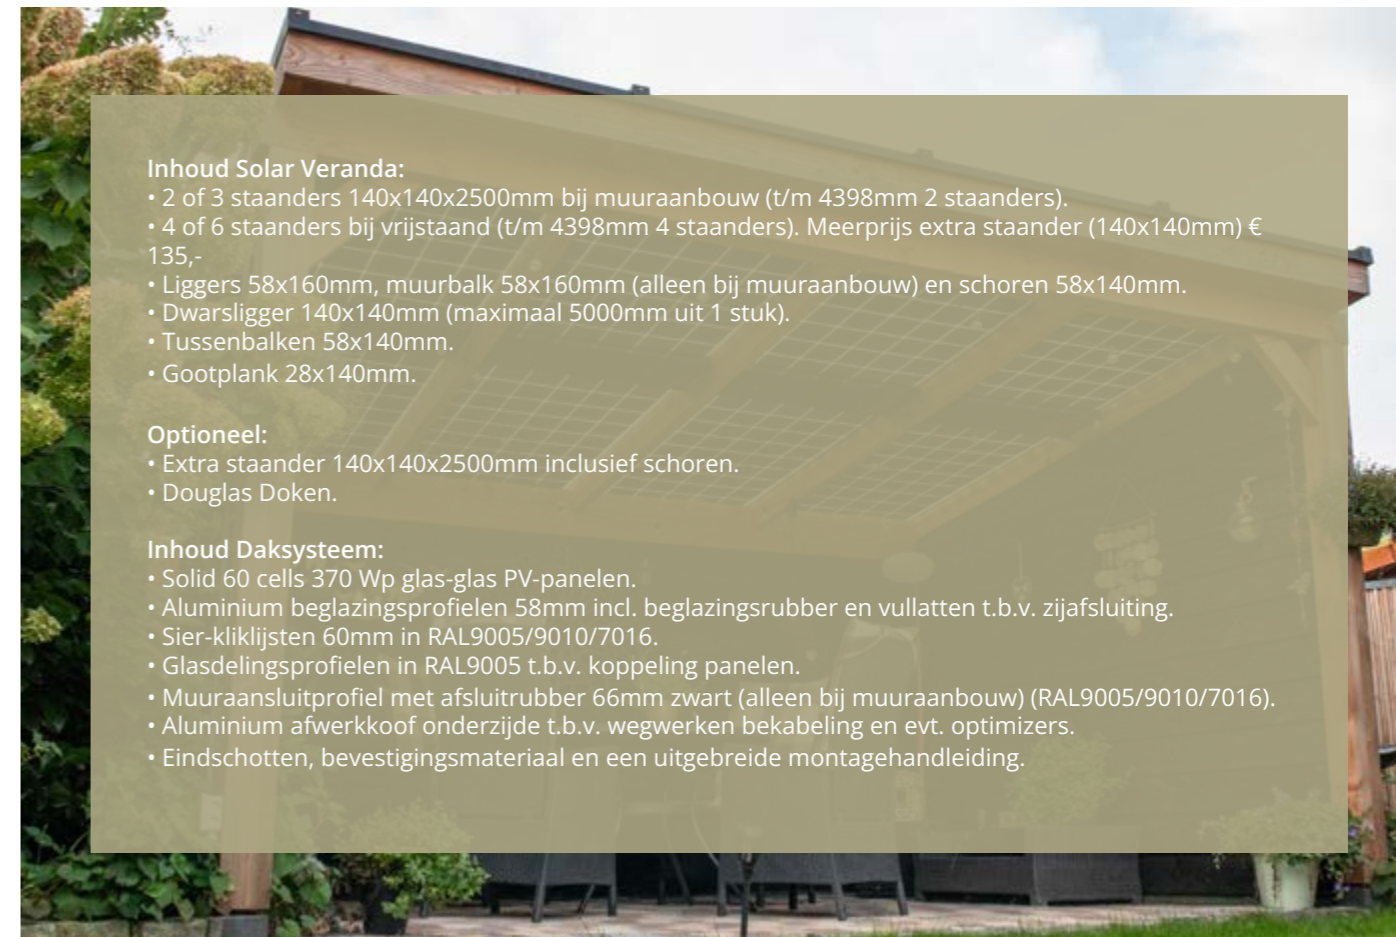 Inhoud Solar Veranda:
• 2 of 3 staanders 140x140x2500mm bij muuraanbouw (t/m 4398mm 2 staanders).
• 4 of 6 staanders bij vrijstaand (t/m 4398mm 4 staanders). Meerprijs extra staander (140x140mm) €
135,-
• Liggers 58x160mm, muurbalk 58x160mm (alleen bij muuraanbouw) en schoren 58x140mm.
• Dwarsligger 140x140mm (maximaal 5000mm uit 1 stuk).
• Tussenbalken 58x140mm.
• Gootplank 28x140mm.
Optioneel:
• Extra staander 140x140x2500mm inclusief schoren.
• Douglas Doken.
Inhoud Daksysteem:
• Solid 60 cells 370 Wp glas-glas PV-panelen.
• Aluminium beglazingsprofielen 58mm incl. beglazingsrubber en vullatten t.b.v. zijafsluiting.
• Sier-kliklijsten 60mm in RAL9005/9010/7016.
• Glasdelingsprofielen in RAL9005 t.b.v. koppeling panelen.
• Muuraansluitprofiel met afsluitrubber 66mm zwart (alleen bij muuraanbouw) (RAL9005/9010/7016).
• Aluminium afwerkkoof onderzijde t.b.v. wegwerken bekabeling en evt. optimizers.
• Eindschotten, bevestigingsmateriaal en een uitgebreide montagehandleiding.